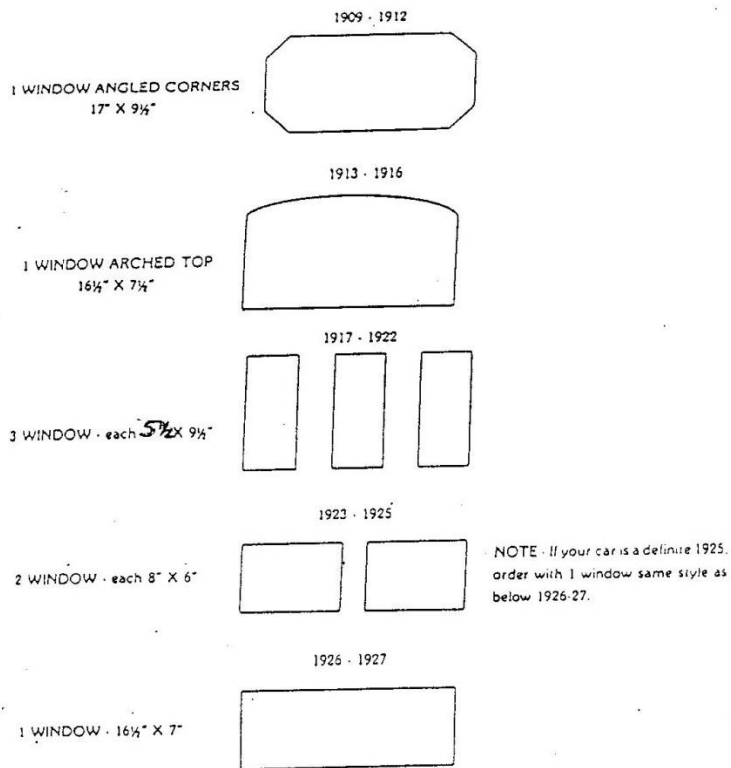 1909 - 1912
1 WINDOW ANGLED CORNERS
17" X 9½"
1913 - 1916
1 WINDOW ARCHED TOP
16½" X 7½"
1917 - 1922
3 WINDOW - each 5½ X 9½"
1923 - 1925
2 WINDOW - each 8" X 6"
NOTE - If your car is a definite 1925,
order with 1 window same style as
below 1926-27.
1926 - 1927
1 WINDOW - 16½" X 7"